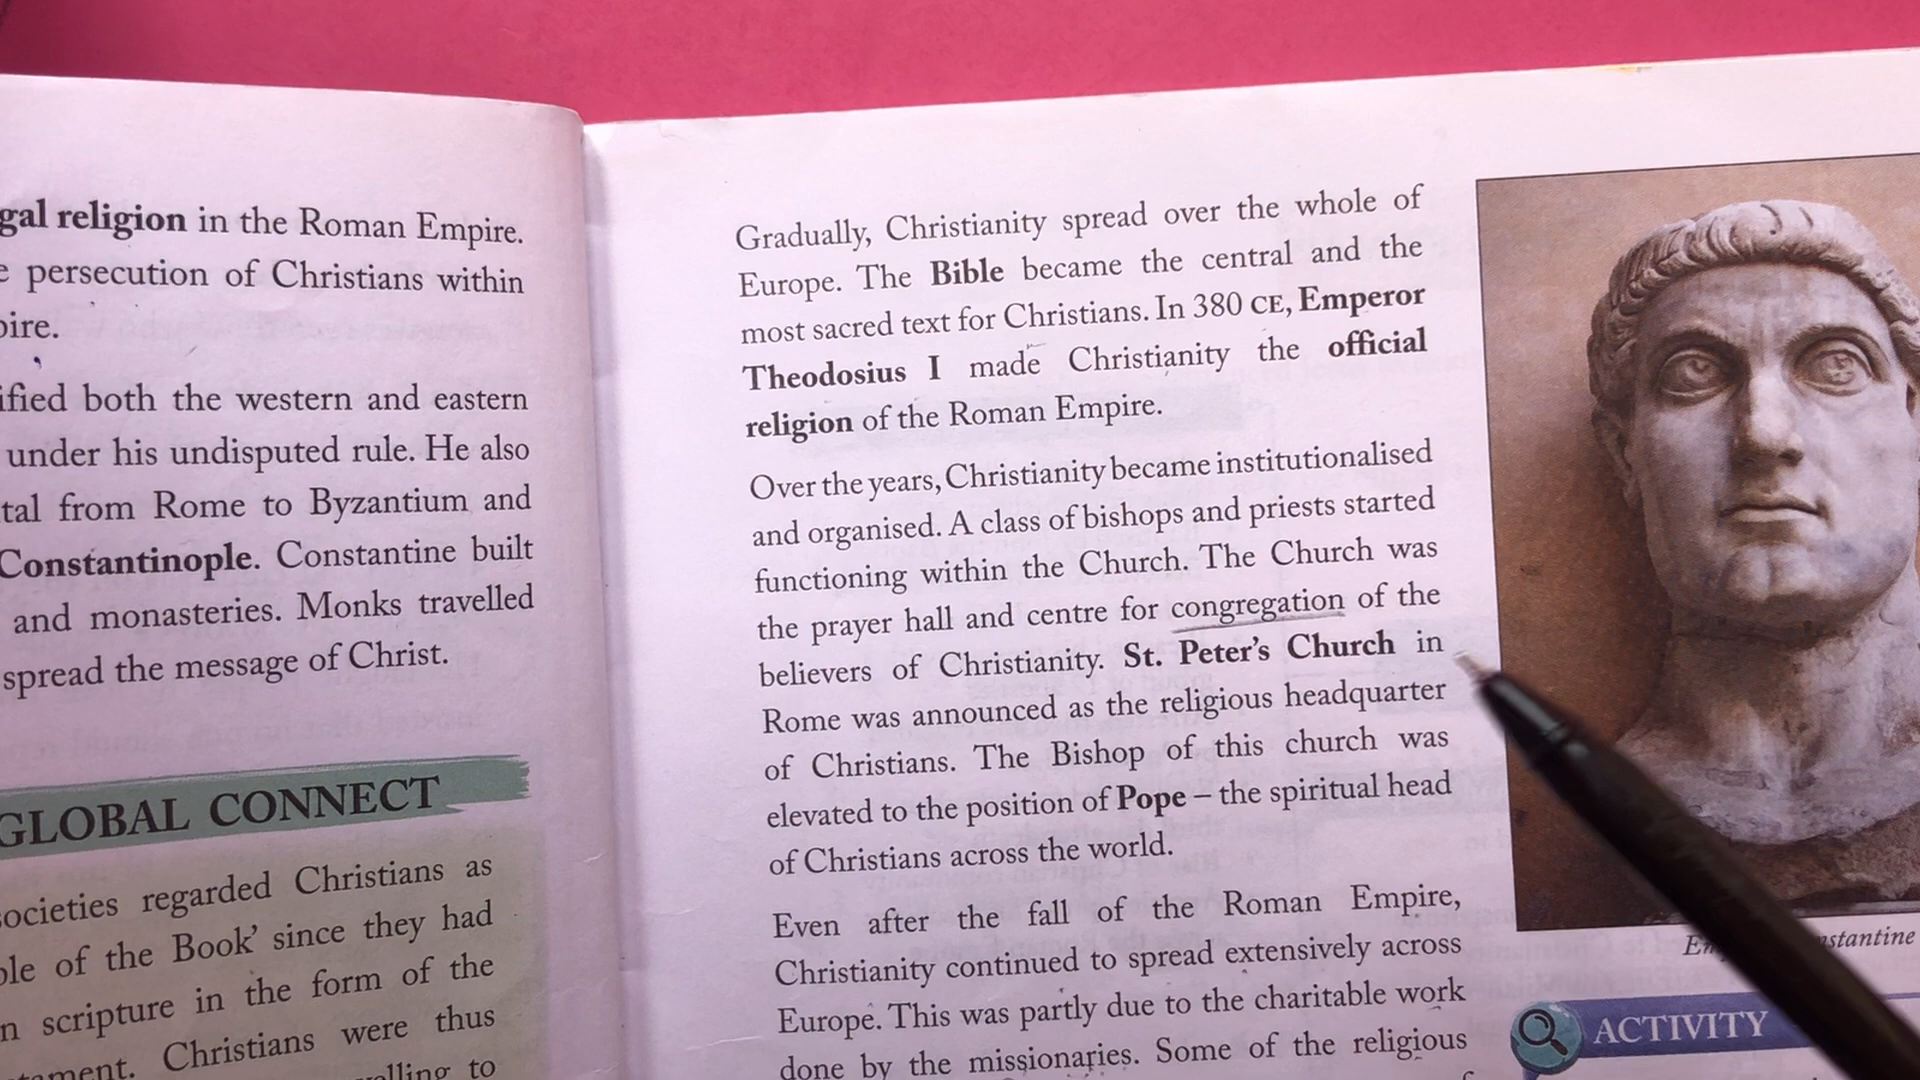 gal religion in the Roman Empire.
persecution of Christians within
ified both the western and eastern
under his undisputed rule. He also
tal from Rome to Byzantium and
Constantinople. Constantine built
and monasteries. Monks travelled
spread the message of Christ.
GLOBAL CONNECT
societies regarded Christians as
ple of the Book' since they had
n scripture in the form of the
tament. Christians were thus
velling to
Gradually, Christianity spread over the whole of
Europe. The Bible became the central and the
most sacred text for Christians. In 380 CE, Emperor
Theodosius I made Christianity the official
religion of the Roman Empire.
Over the years, Christianity became institutionalised
and organised. A class of bishops and priests started
functioning within the Church. The Church was
the prayer hall and centre for congregation of the
believers of Christianity. St. Peter's Church in
Rome was announced as the religious headquarter
of Christians. The Bishop of this church was
elevated to the position of Pope – the spiritual head
of Christians across the world.
Even after the fall of the Roman Empire,
Christianity continued to spread extensively across
Europe. This was partly due to the charitable work
done by the missionaries. Some of the religious
nstantine
ACTIVITY